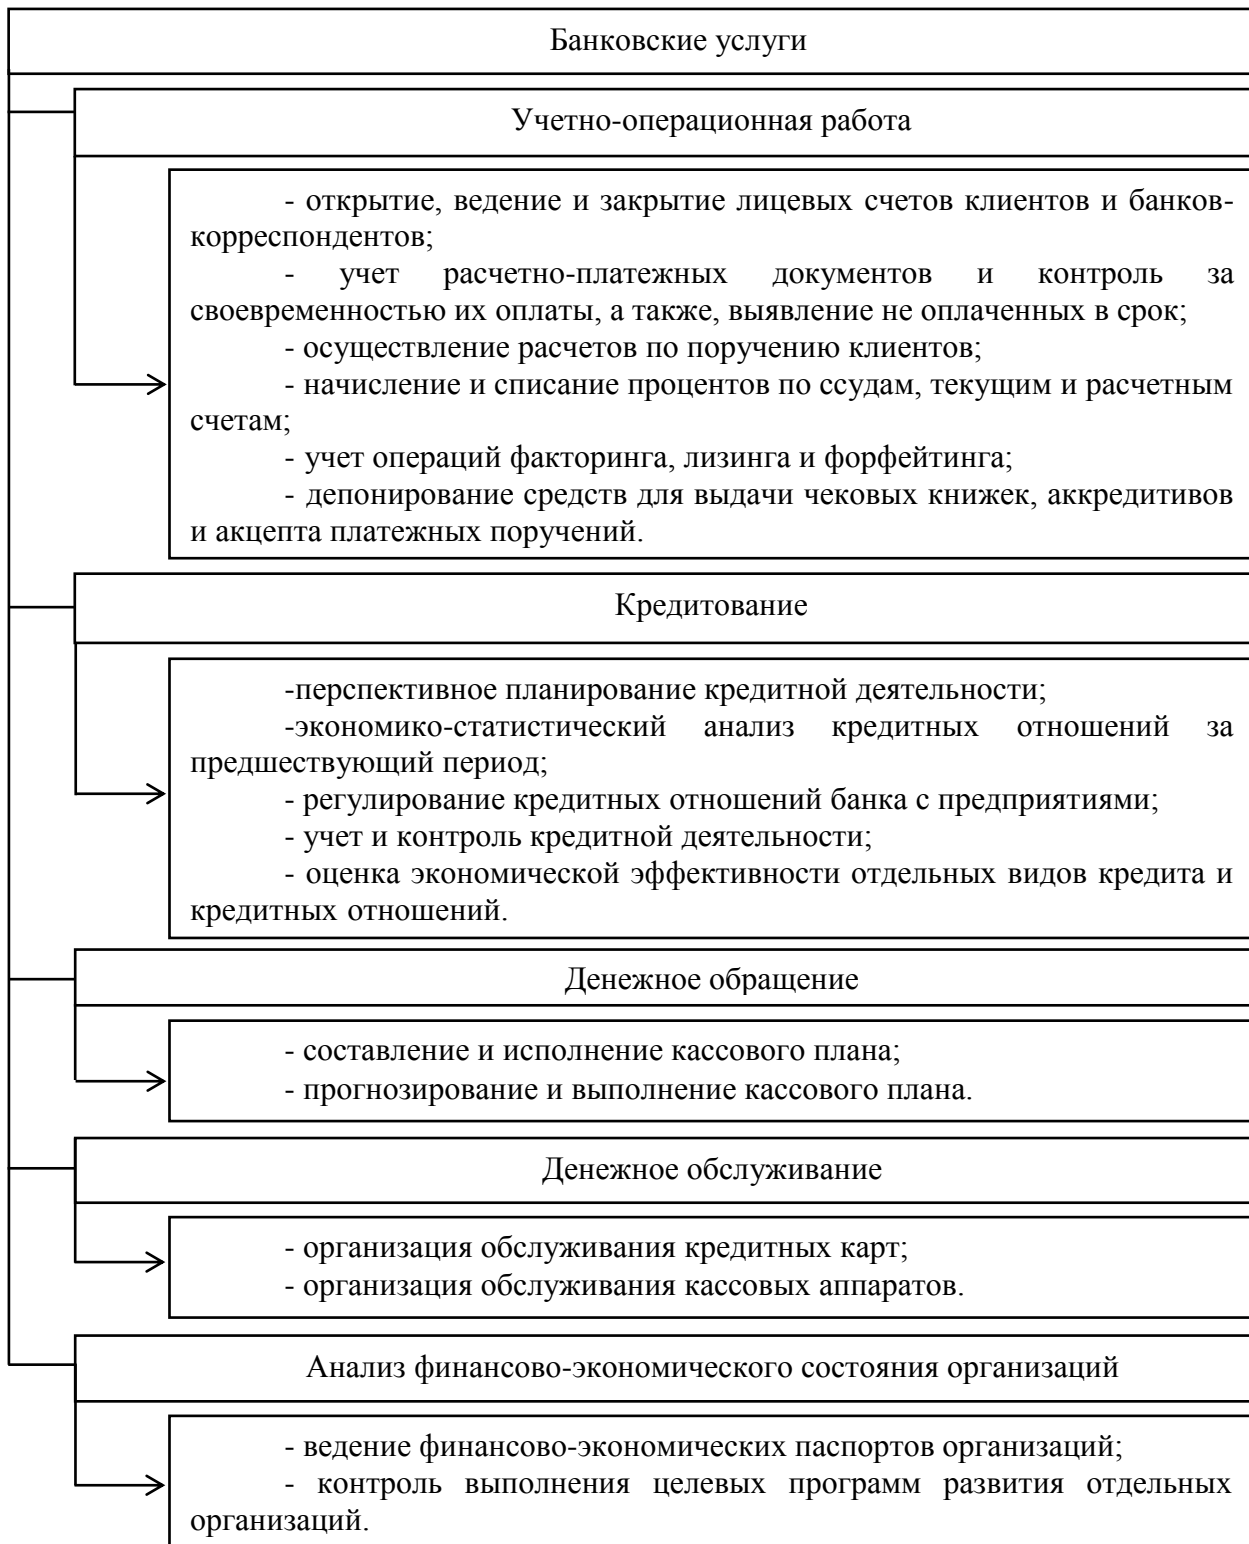 Банковские услуги
Учетно-операционная работа
- открытие, ведение и закрытие лицевых счетов клиентов и банков-
корреспондентов;
- учет расчетно-платежных документов и контроль за
своевременностью их оплаты, а также, выявление не оплаченных в срок;
- осуществление расчетов по поручению клиентов;
- начисление и списание процентов по ссудам, текущим и расчетным
счетам;
- учет операций факторинга, лизинга и форфейтинга;
- депонирование средств для выдачи чековых книжек, аккредитивов
и акцепта платежных поручений.
Кредитование
-перспективное планирование кредитной деятельности;
-экономико-статистический анализ кредитных отношений за
предшествующий период;
- регулирование кредитных отношений банка с предприятиями;
- учет и контроль кредитной деятельности;
- оценка экономической эффективности отдельных видов кредита и
кредитных отношений.
Денежное обращение
- составление и исполнение кассового плана;
- прогнозирование и выполнение кассового плана.
Денежное обслуживание
- организация обслуживания кредитных карт;
- организация обслуживания кассовых аппаратов.
Анализ финансово-экономического состояния организаций
- ведение финансово-экономических паспортов организаций;
- контроль выполнения целевых программ развития отдельных
организаций.